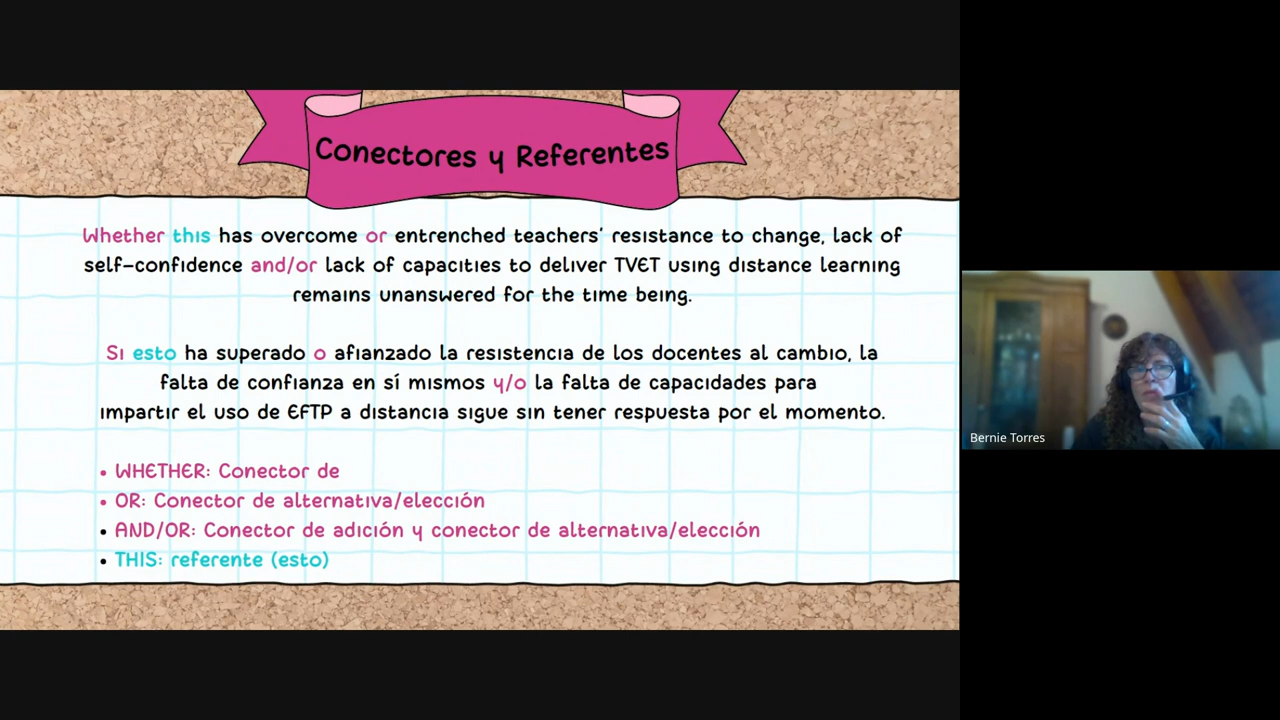 Conectores y Referentes
Whether this has overcome or entrenched teachers' resistance to change, lack of
self-confidence and/or lack of capacities to deliver TVET using distance learning
remains unanswered for the time being.
Si esto ha superado o afianzado la resistencia de los docentes al cambio, la
falta de confianza en sí mismos y/o la falta de capacidades para
impartir el uso de EFTP a distancia sigue sin tener respuesta por el momento.
• WHETHER: Conector de
• OR: Conector de alternativa/elección
• AND/OR: Conector de adición y conector de alternativa/elección
• THIS: referente (esto)
Bernie Torres